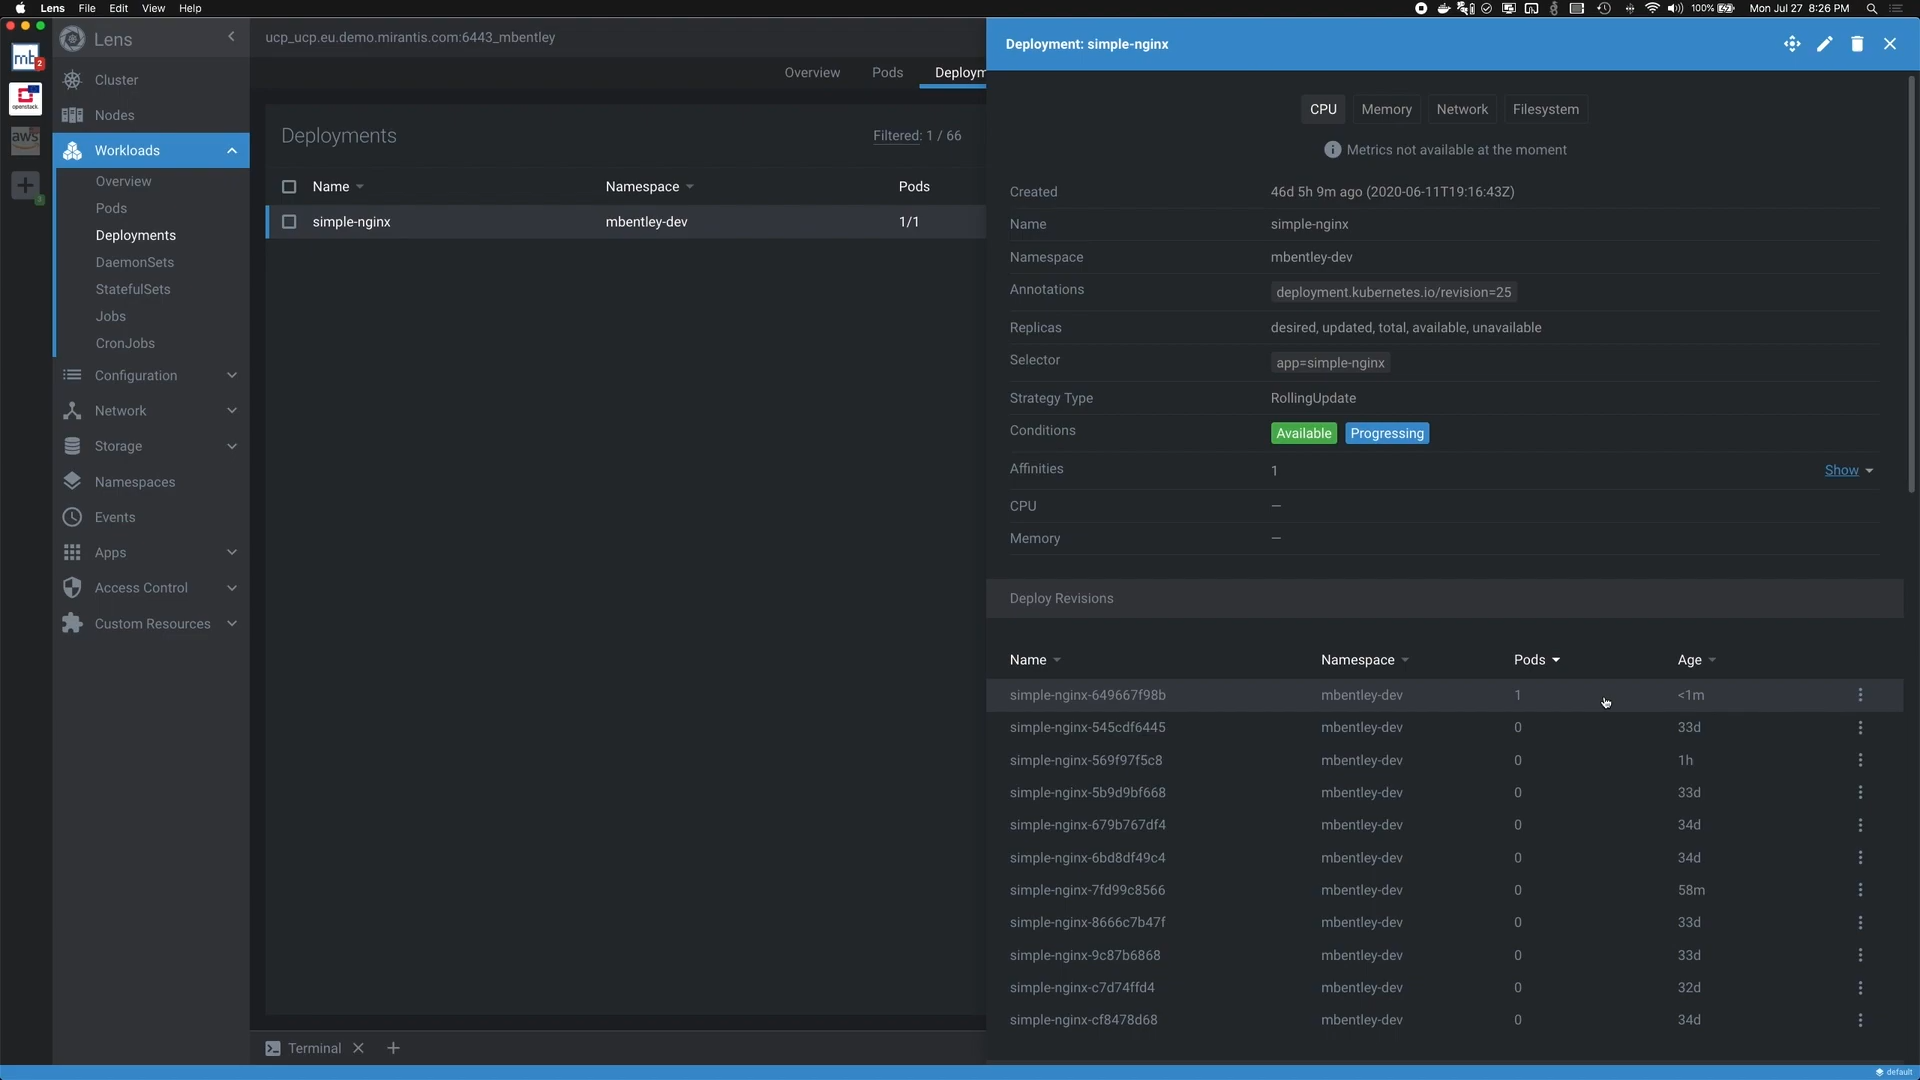 Lens File Edit View Help
100% Mon Jul 27 8:26 PM
mb
2
openstack.
aws
3
Lens
Cluster
Nodes
Workloads
Overview
Pods
Deployments
DaemonSets
StatefulSets
Jobs
CronJobs
Configuration
Network
Storage
Namespaces
Events
Apps
Access Control
Custom Resources
ucp_ucp.eu.demo.mirantis.com:6443_mbentley
Overview Pods Deploym
Deployments
Filtered: 1 / 66
Name Namespace Pods
simple-nginx mbentley-dev 1/1
Terminal
Deployment: simple-nginx
CPU Memory Network Filesystem
Metrics not available at the moment
Created 46d 5h 9m ago (2020-06-11T19:16:43Z)
Name simple-nginx
Namespace mbentley-dev
Annotations deployment.kubernetes.io/revision=25
Replicas desired, updated, total, available, unavailable
Selector app=simple-nginx
Strategy Type RollingUpdate
Conditions Available Progressing
Affinities 1 Show
CPU —
Memory —
Deploy Revisions
Name Namespace Pods Age
simple-nginx-649667f98b mbentley-dev 1 <1m
simple-nginx-545cdf6445 mbentley-dev 0 33d
simple-nginx-569f97f5c8 mbentley-dev 0 1h
simple-nginx-5b9d9bf668 mbentley-dev 0 33d
simple-nginx-679b767df4 mbentley-dev 0 34d
simple-nginx-6bd8df49c4 mbentley-dev 0 34d
simple-nginx-7fd99c8566 mbentley-dev 0 58m
simple-nginx-8666c7b47f mbentley-dev 0 33d
simple-nginx-9c87b6868 mbentley-dev 0 33d
simple-nginx-c7d74ffd4 mbentley-dev 0 32d
simple-nginx-cf8478d68 mbentley-dev 0 34d
default